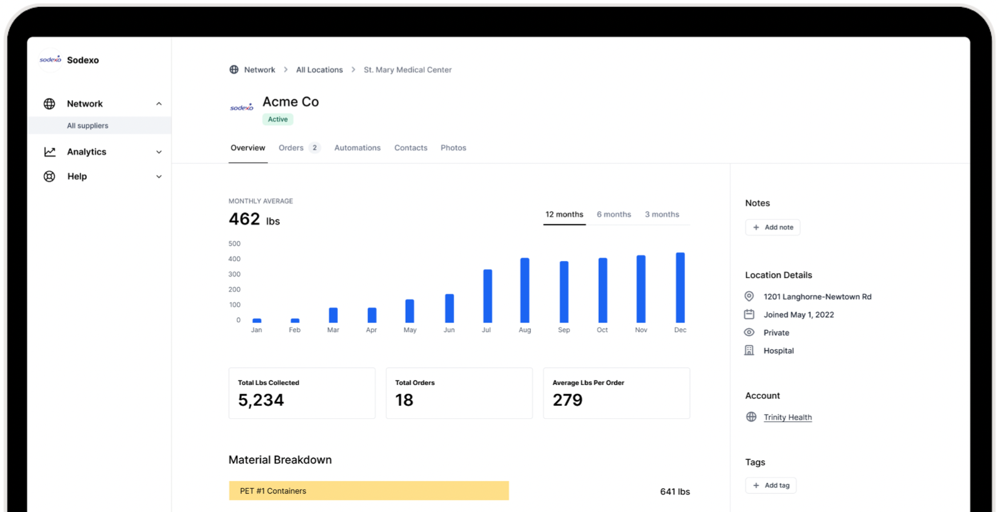 sodexo Sodexo
Network
All suppliers
Analytics
Help
Network > All Locations > St. Mary Medical Center
sodexo
Acme Co
Active
Overview Orders 2 Automations Contacts Photos
MONTHLY AVERAGE
462 lbs
12 months 6 months 3 months
500
400
300
200
100
0
Jan Feb Mar Apr May Jun Jul Aug Sep Oct Nov Dec
Total Lbs Collected
5,234
Total Orders
18
Average Lbs Per Order
279
Material Breakdown
PET #1 Containers 641 lbs
Notes
+ Add note
Location Details
1201 Langhorne-Newtown Rd
Joined May 1, 2022
Private
Hospital
Account
Trinity Health
Tags
+ Add tag